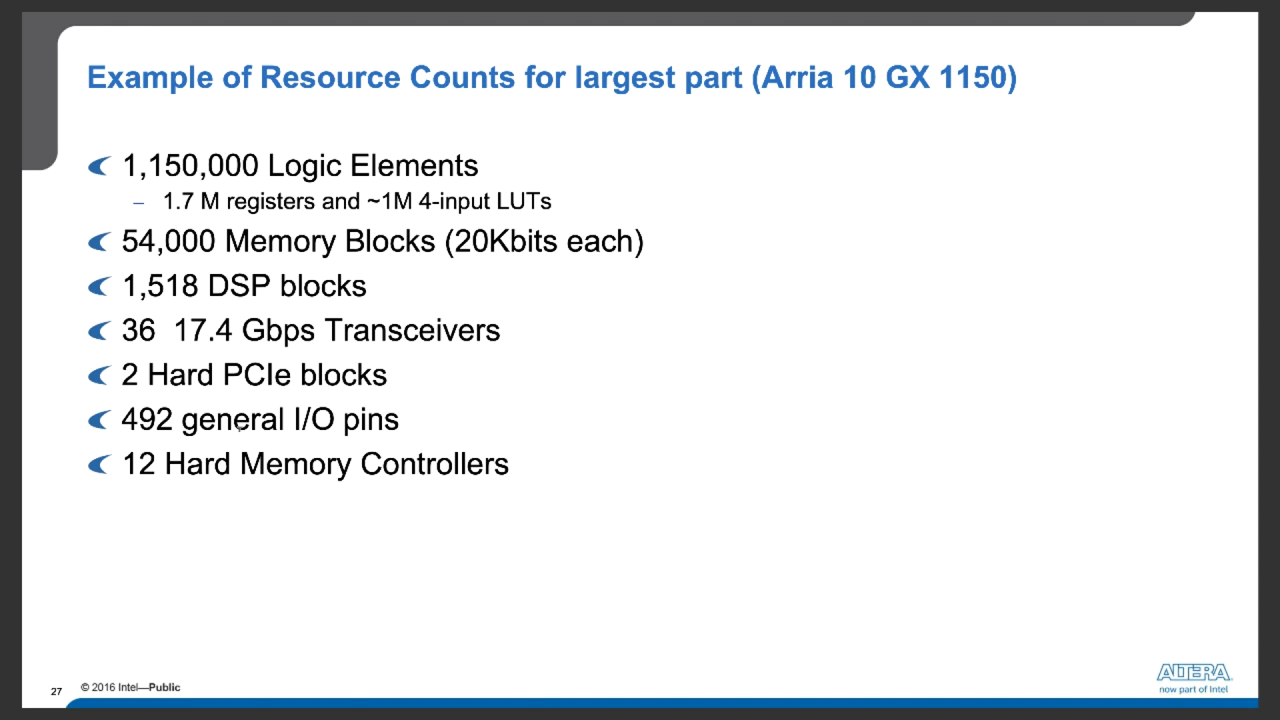 Example of Resource Counts for largest part (Arria 10 GX 1150)
1,150,000 Logic Elements
– 1.7 M registers and ~1M 4-input LUTs
54,000 Memory Blocks (20Kbits each)
1,518 DSP blocks
36  17.4 Gbps Transceivers
2 Hard PCIe blocks
492 general I/O pins
12 Hard Memory Controllers
27 © 2016 Intel—Public
ALTERA
now part of Intel